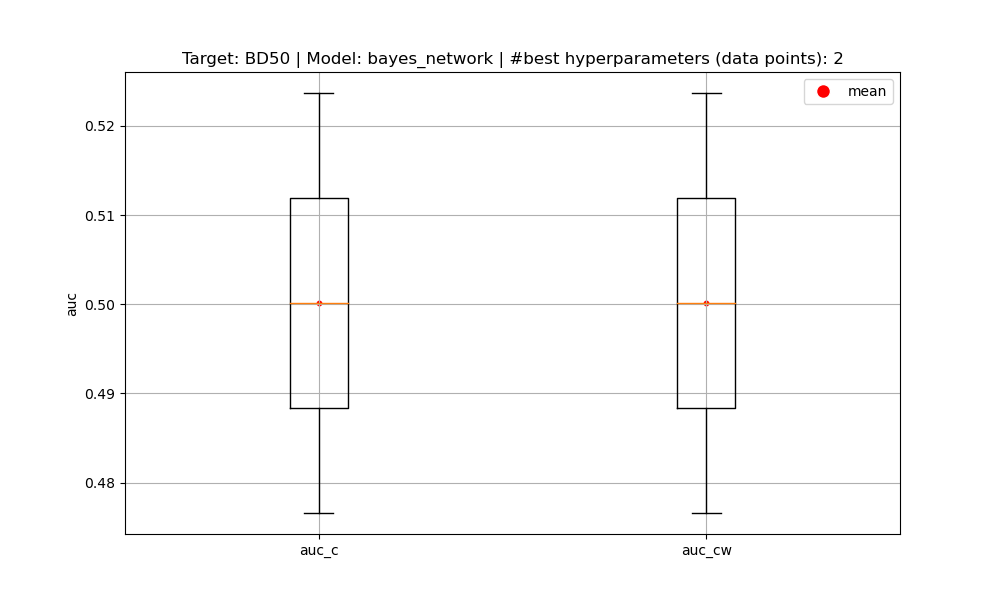 Target: BD50 | Model: bayes_network | #best hyperparameters (data points): 2
mean
0.52
0.51
0.50
0.49
0.48
auc
auc_c
auc_cw